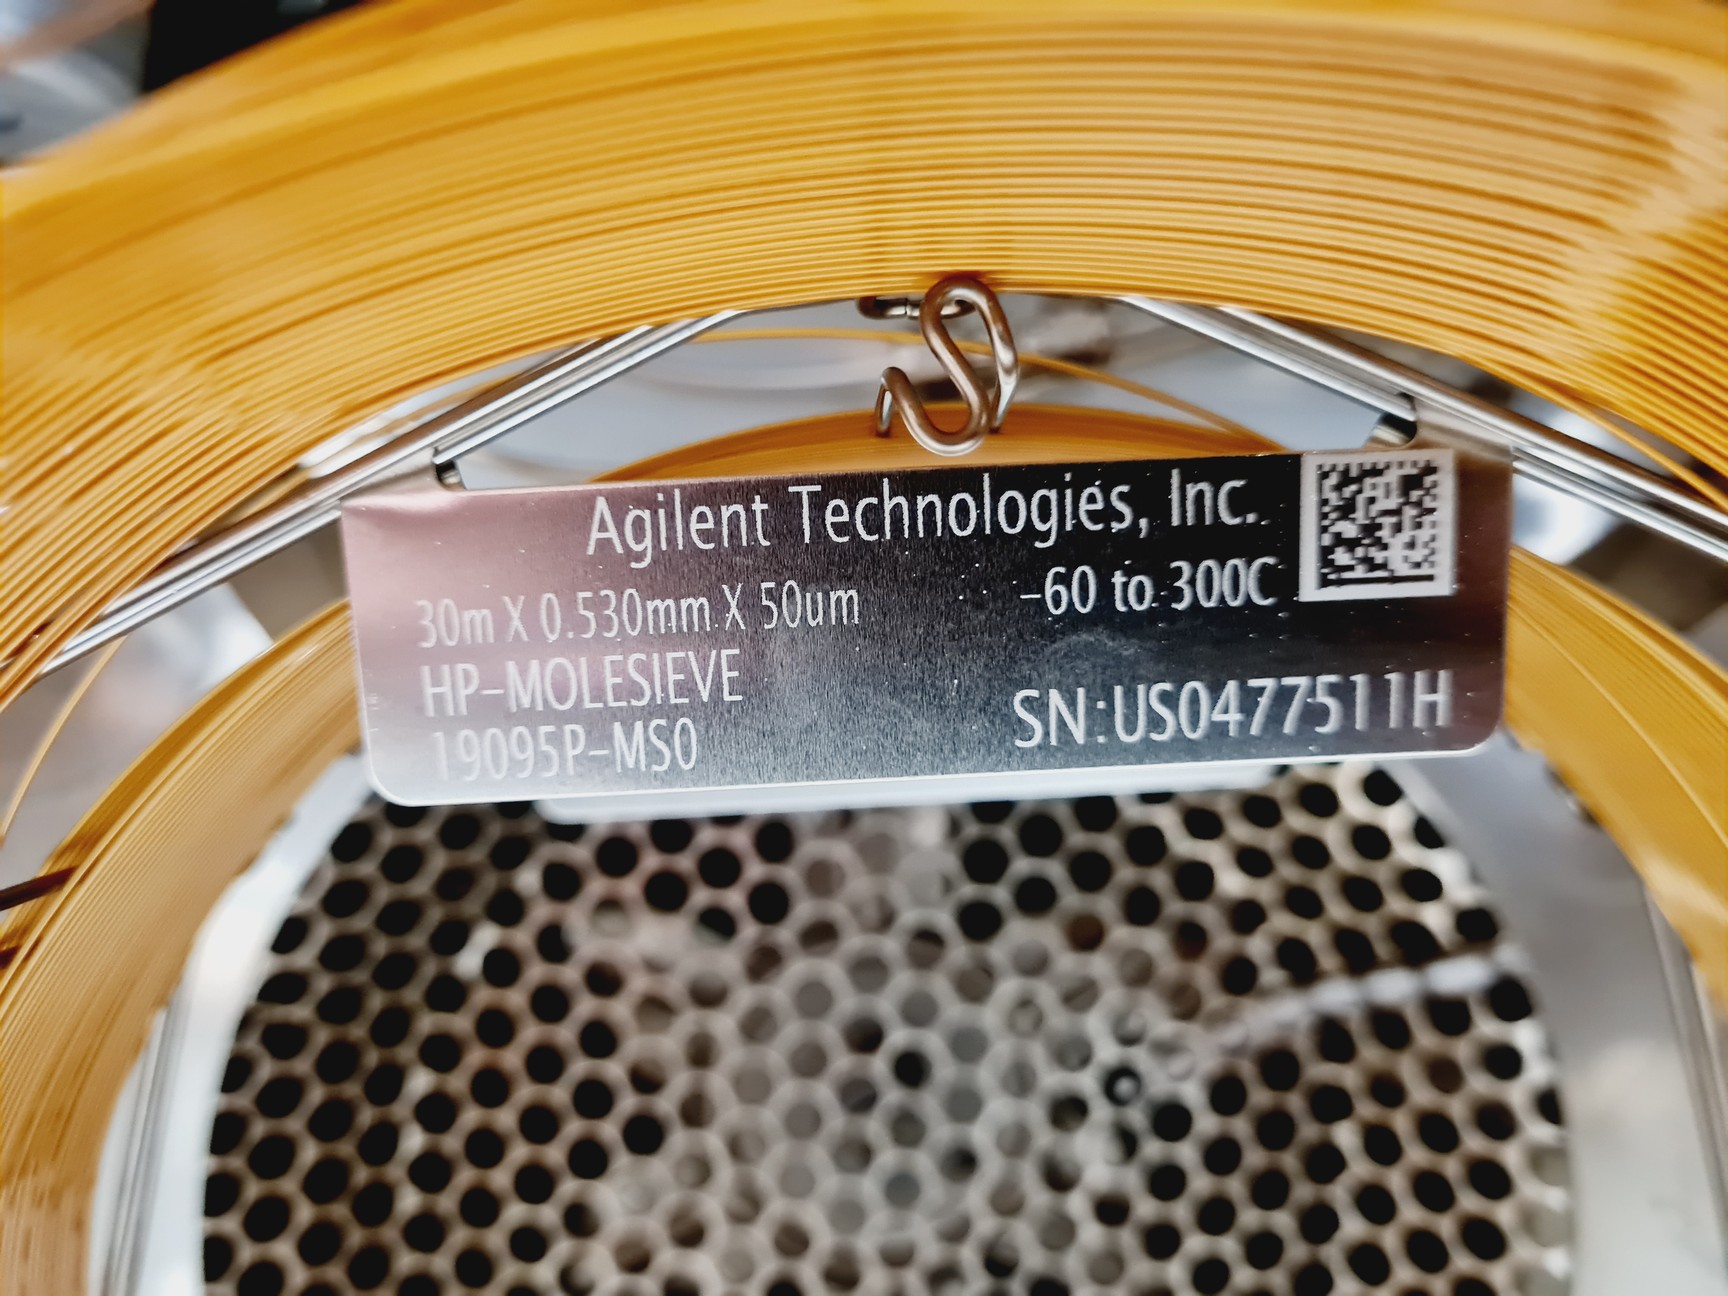 Agilent Technologies, Inc.
30m X 0.530mm X 50um
-60 to 300C
HP-MOLESIEVE
19095P-MS0
SN:US0477511H